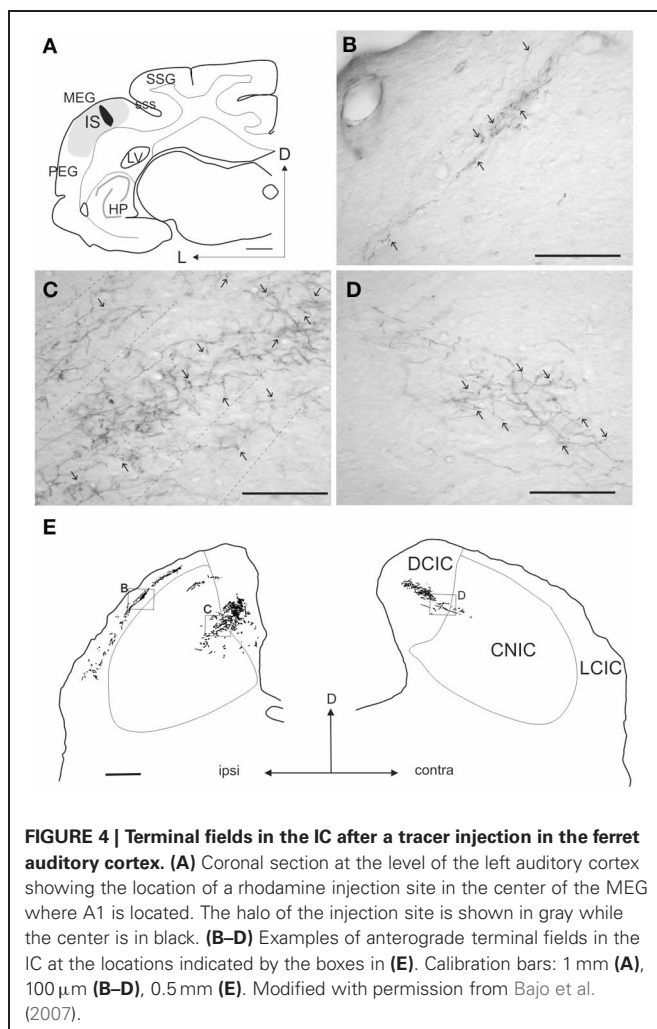 A
SSG
MEG
SSS
IS
PEG
LV
D
HP
L
B
C
D
E
B
C
DCIC
D
CNIC
LCIC
D
ipsi
contra
FIGURE 4 | Terminal fields in the IC after a tracer injection in the ferret
auditory cortex. (A) Coronal section at the level of the left auditory cortex
showing the location of a rhodamine injection site in the center of the MEG
where A1 is located. The halo of the injection site is shown in gray while
the center is in black. (B–D) Examples of anterograde terminal fields in the
IC at the locations indicated by the boxes in (E). Calibration bars: 1 mm (A),
100 μm (B–D), 0.5 mm (E). Modified with permission from Bajo et al.
(2007).